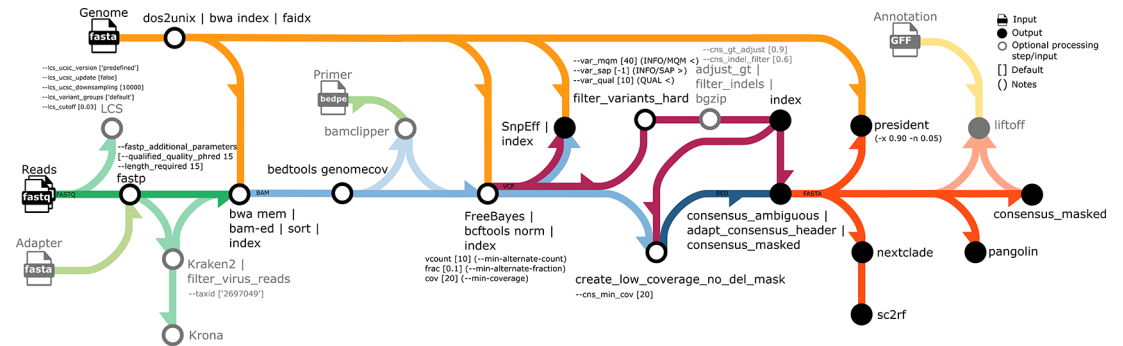 Genome
fasta
dos2unix | bwa index | faidx
--lcs_ucsc_version ['predefined']
--lcs_ucsc_update [false]
--lcs_ucsc_downsampling [10000]
--lcs_variant_groups ['default']
--lcs_cutoff [0.03]
LCS
--fastp_additional_parameters
[--qualified_quality_phred 15
--length_required 15]
fastp
Reads
fastq
FASTQ
Adapter
fasta
Kraken2 |
filter_virus_reads
--taxid ['2697049']
Krona
bwa mem |
bam-ed | sort |
index
BAM
Primer
bedpe
bamclipper
bedtools genomecov
FreeBayes |
bcftools norm |
index
vcount [10] (--min-alternate-count)
frac [0.1] (--min-alternate-fraction)
cov [20] (--min-coverage)
VCF
SnpEff |
index
--var_mqm [40] (INFO/MQM <)
--var_sap [-1] (INFO/SAP >)
--var_qual [10] (QUAL <)
filter_variants_hard
--cns_gt_adjust [0.9]
--cns_indel_filter [0.6]
adjust_gt |
filter_indels |
bgzip
index
create_low_coverage_no_del_mask
--cns_min_cov [20]
BED
consensus_ambiguous |
adapt_consensus_header |
consensus_masked
FASTA
president
(-x 0.90 -n 0.05)
nextclade
sc2rf
pangolin
Annotation
GFF
liftoff
consensus_masked
Input
Output
Optional processing
step/input
[ ] Default
( ) Notes